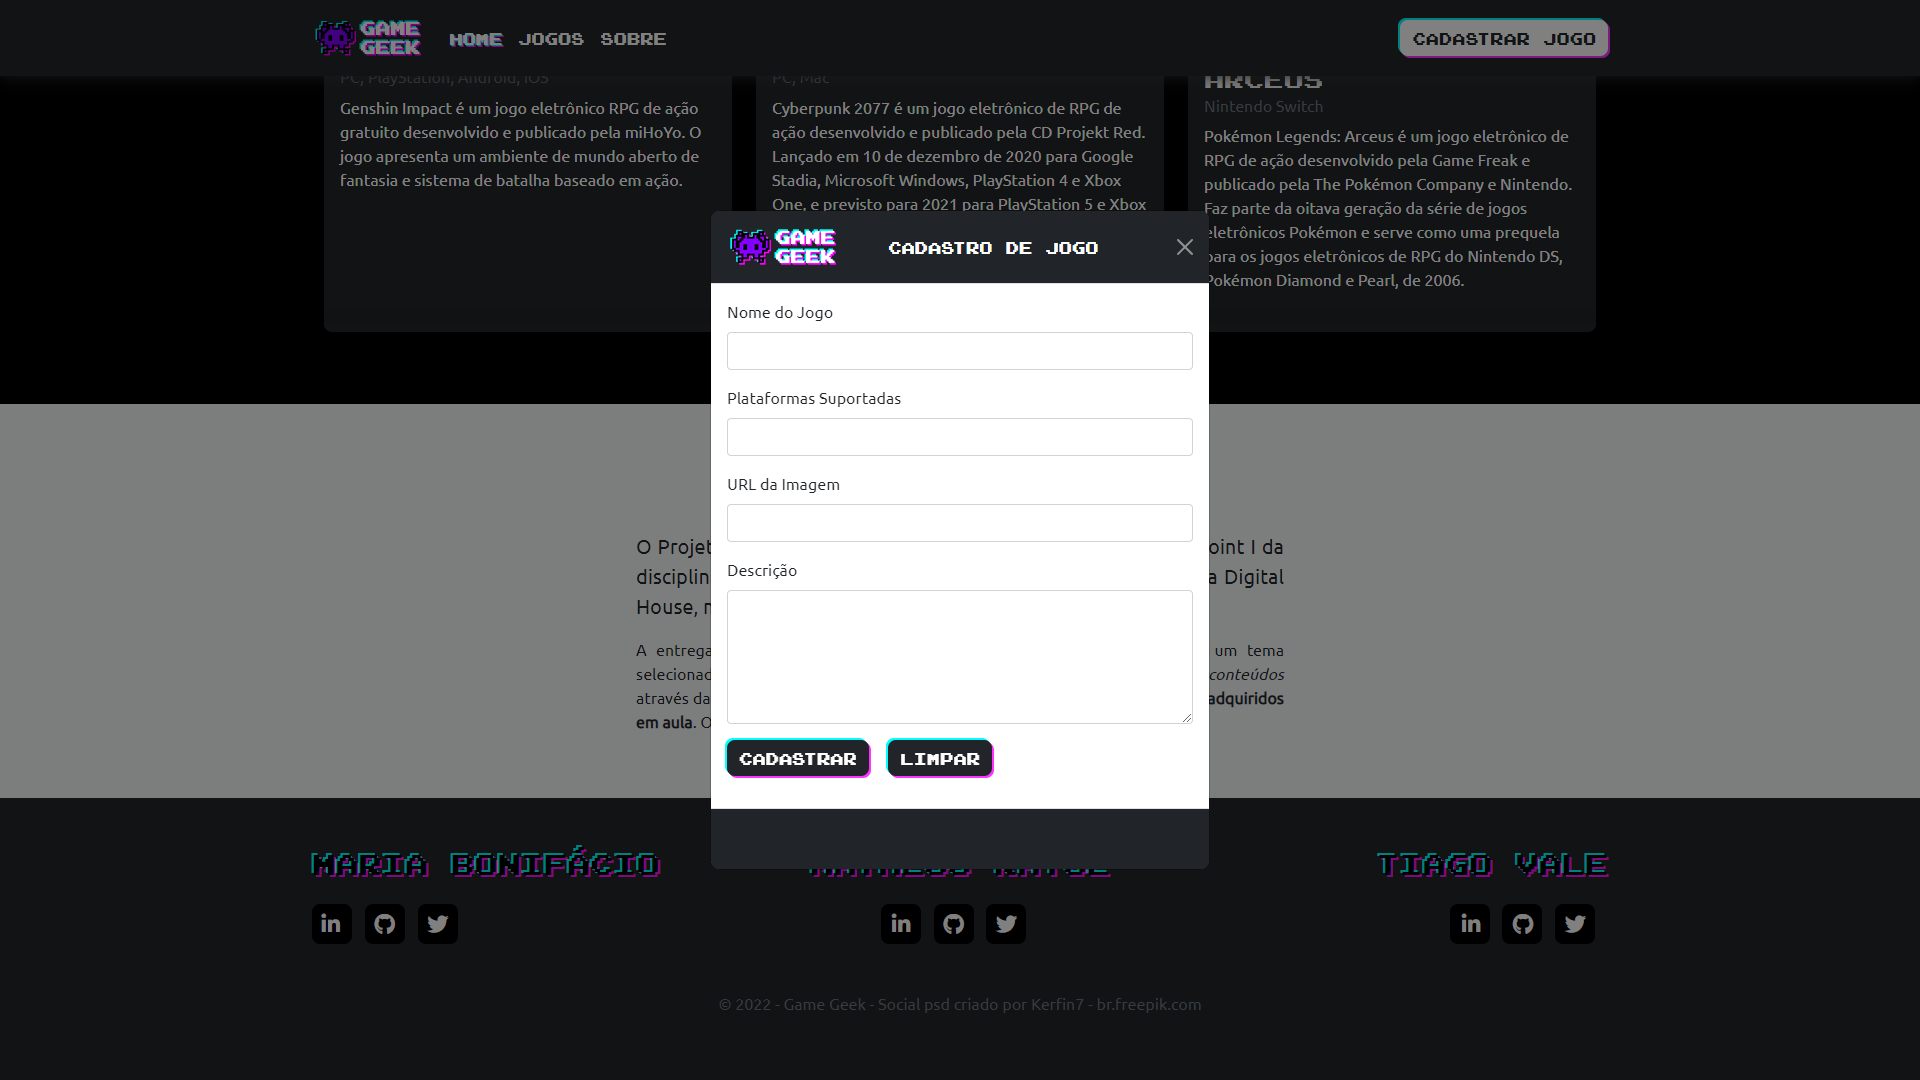 GAME
GEEK
HOME JOGOS SOBRE
CADASTRAR JOGO
PC, PlayStation, Android, iOS
Genshin Impact é um jogo eletrônico RPG de ação
gratuito desenvolvido e publicado pela miHoYo. O
jogo apresenta um ambiente de mundo aberto de
fantasia e sistema de batalha baseado em ação.
PC, Mac
Cyberpunk 2077 é um jogo eletrônico de RPG de
ação desenvolvido e publicado pela CD Projekt Red.
Lançado em 10 de dezembro de 2020 para Google
Stadia, Microsoft Windows, PlayStation 4 e Xbox
One, e previsto para 2021 para PlayStation 5 e Xbox
ARCEUS
Nintendo Switch
Pokémon Legends: Arceus é um jogo eletrônico de
RPG de ação desenvolvido pela Game Freak e
publicado pela The Pokémon Company e Nintendo.
Faz parte da oitava geração da série de jogos
eletrônicos Pokémon e serve como uma prequela
para os jogos eletrônicos de RPG do Nintendo DS,
Pokémon Diamond e Pearl, de 2006.
GAME
GEEK
CADASTRO DE JOGO
Nome do Jogo
Plataformas Suportadas
URL da Imagem
Descrição
CADASTRAR LIMPAR
O Projet oint I da
disciplin a Digital
House, n
A entrega um tema
selecionad conteúdos
através da adquiridos
em aula. O
MARIA BONIFÁCIO
TIAGO VALE
© 2022 - Game Geek - Social psd criado por Kerfin7 - br.freepik.com